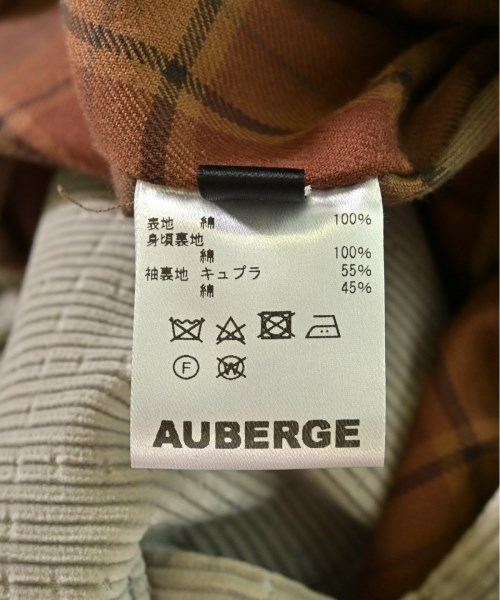 表地 綿 100%
身頃裏地
綿 100%
袖裏地 キュプラ 55%
綿 45%
F W
AUBERGE